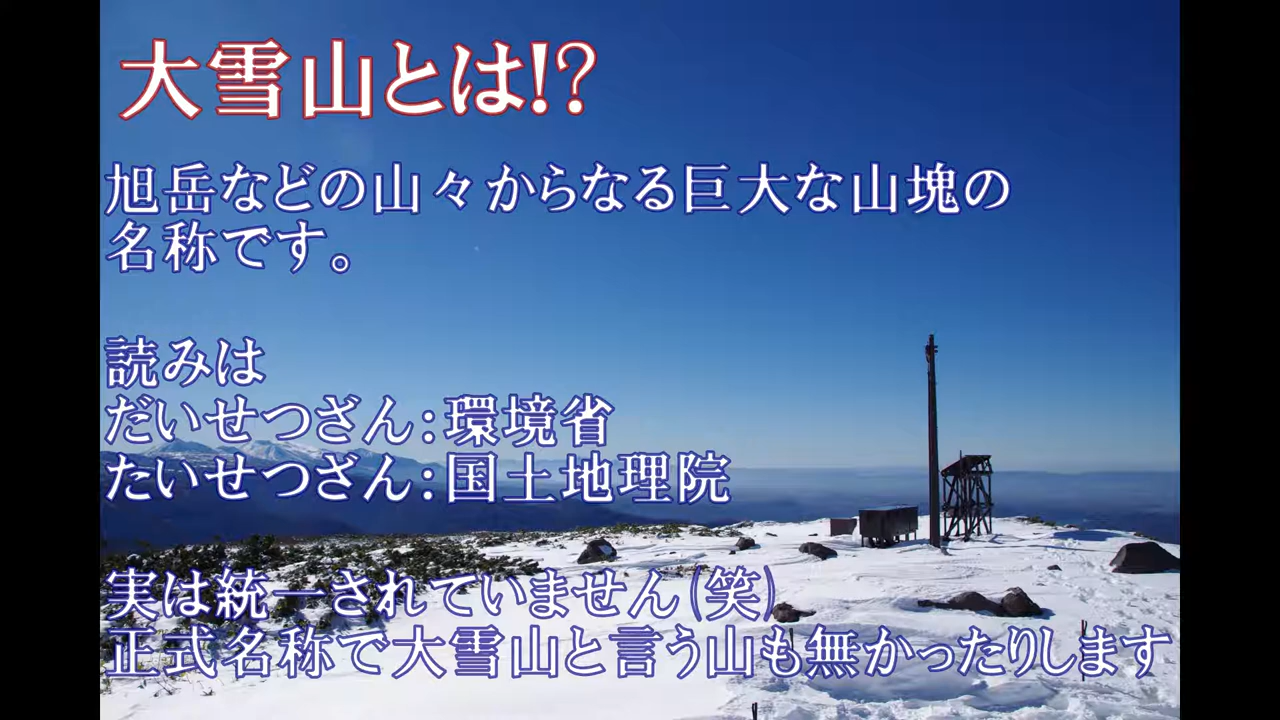 大雪山とは!?
旭岳などの山々からなる巨大な山塊の
名称です。
読みは
だいせつざん:環境省
たいせつざん:国土地理院
実は統一されていません(笑)
正式名称で大雪山と言う山も無かったりします